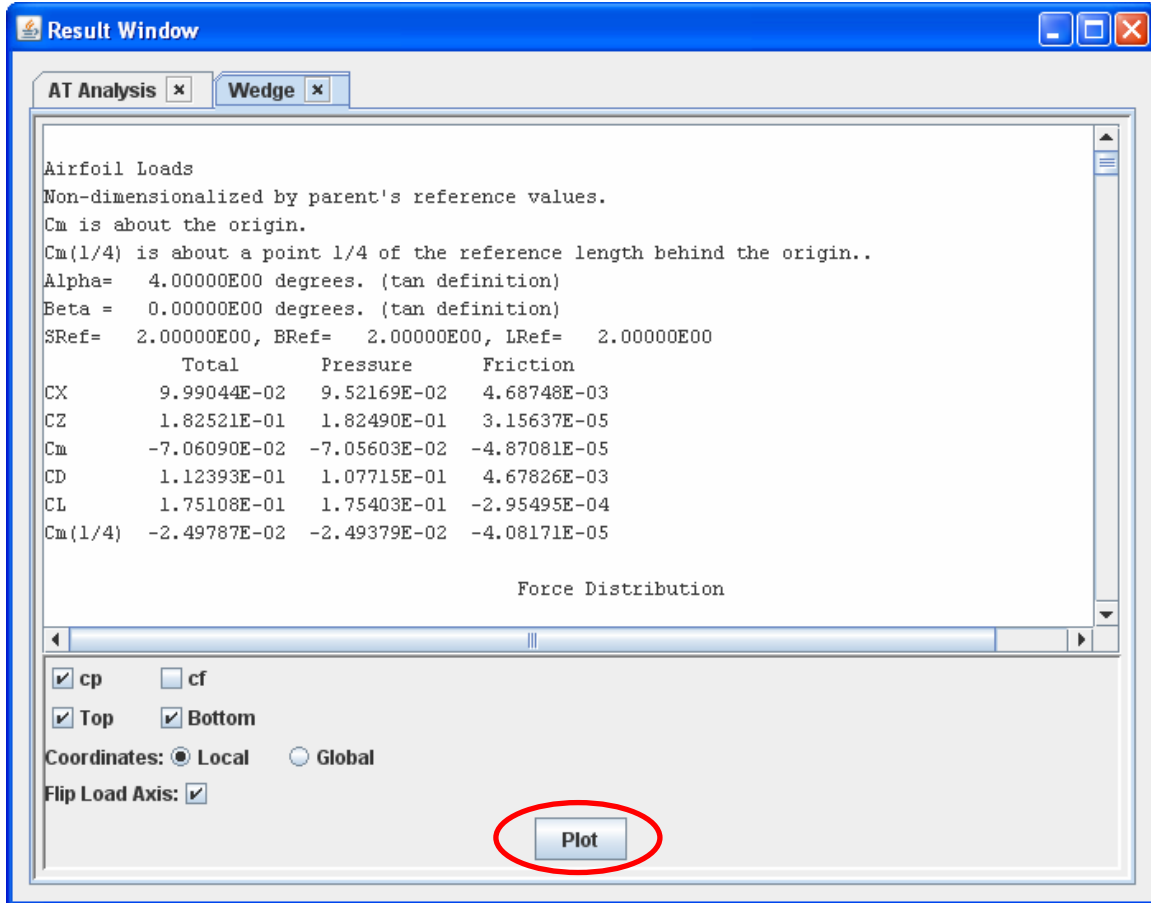 Result Window
AT Analysis Wedge
Airfoil Loads
Non-dimensionalized by parent's reference values.
Cm is about the origin.
Cm(1/4) is about a point 1/4 of the reference length behind the origin..
Alpha= 4.00000E00 degrees. (tan definition)
Beta = 0.00000E00 degrees. (tan definition)
SRef= 2.00000E00, BRef= 2.00000E00, LRef= 2.00000E00
Total Pressure Friction
CX 9.99044E-02 9.52169E-02 4.68748E-03
CZ 1.82521E-01 1.82490E-01 3.15637E-05
Cm -7.06090E-02 -7.05603E-02 -4.87081E-05
CD 1.12393E-01 1.07715E-01 4.67826E-03
CL 1.75108E-01 1.75403E-01 -2.95495E-04
Cm(1/4) -2.49787E-02 -2.49379E-02 -4.08171E-05
Force Distribution
cp cf
Top Bottom
Coordinates: Local Global
Flip Load Axis:
Plot